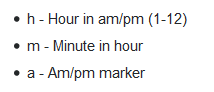 • h - Hour in am/pm (1-12)
• m - Minute in hour
• a - Am/pm marker